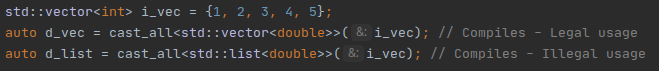 std::vector<int> i_vec = {1, 2, 3, 4, 5};
auto d_vec = cast_all<std::vector<double>>( &: i_vec); // Compiles - Legal usage
auto d_list = cast_all<std::list<double>>( &: i_vec); // Compiles - Illegal usage